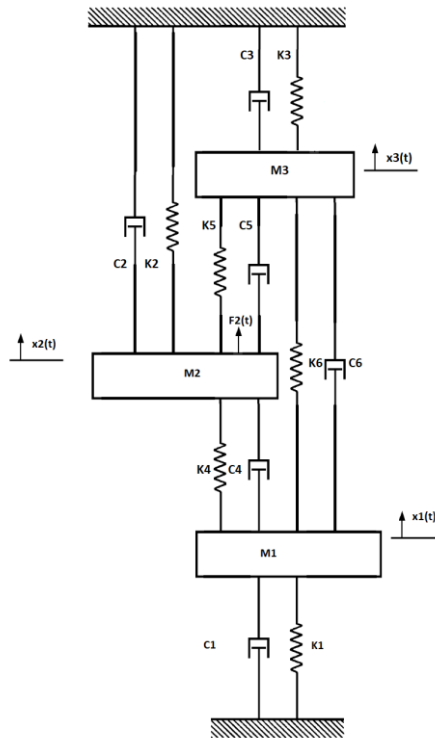 C3 K3
M3 x3(t)
K5 C5
C2 K2
F2(t)
x2(t)
M2
K6 C6
K4 C4
x1(t)
M1
C1 K1